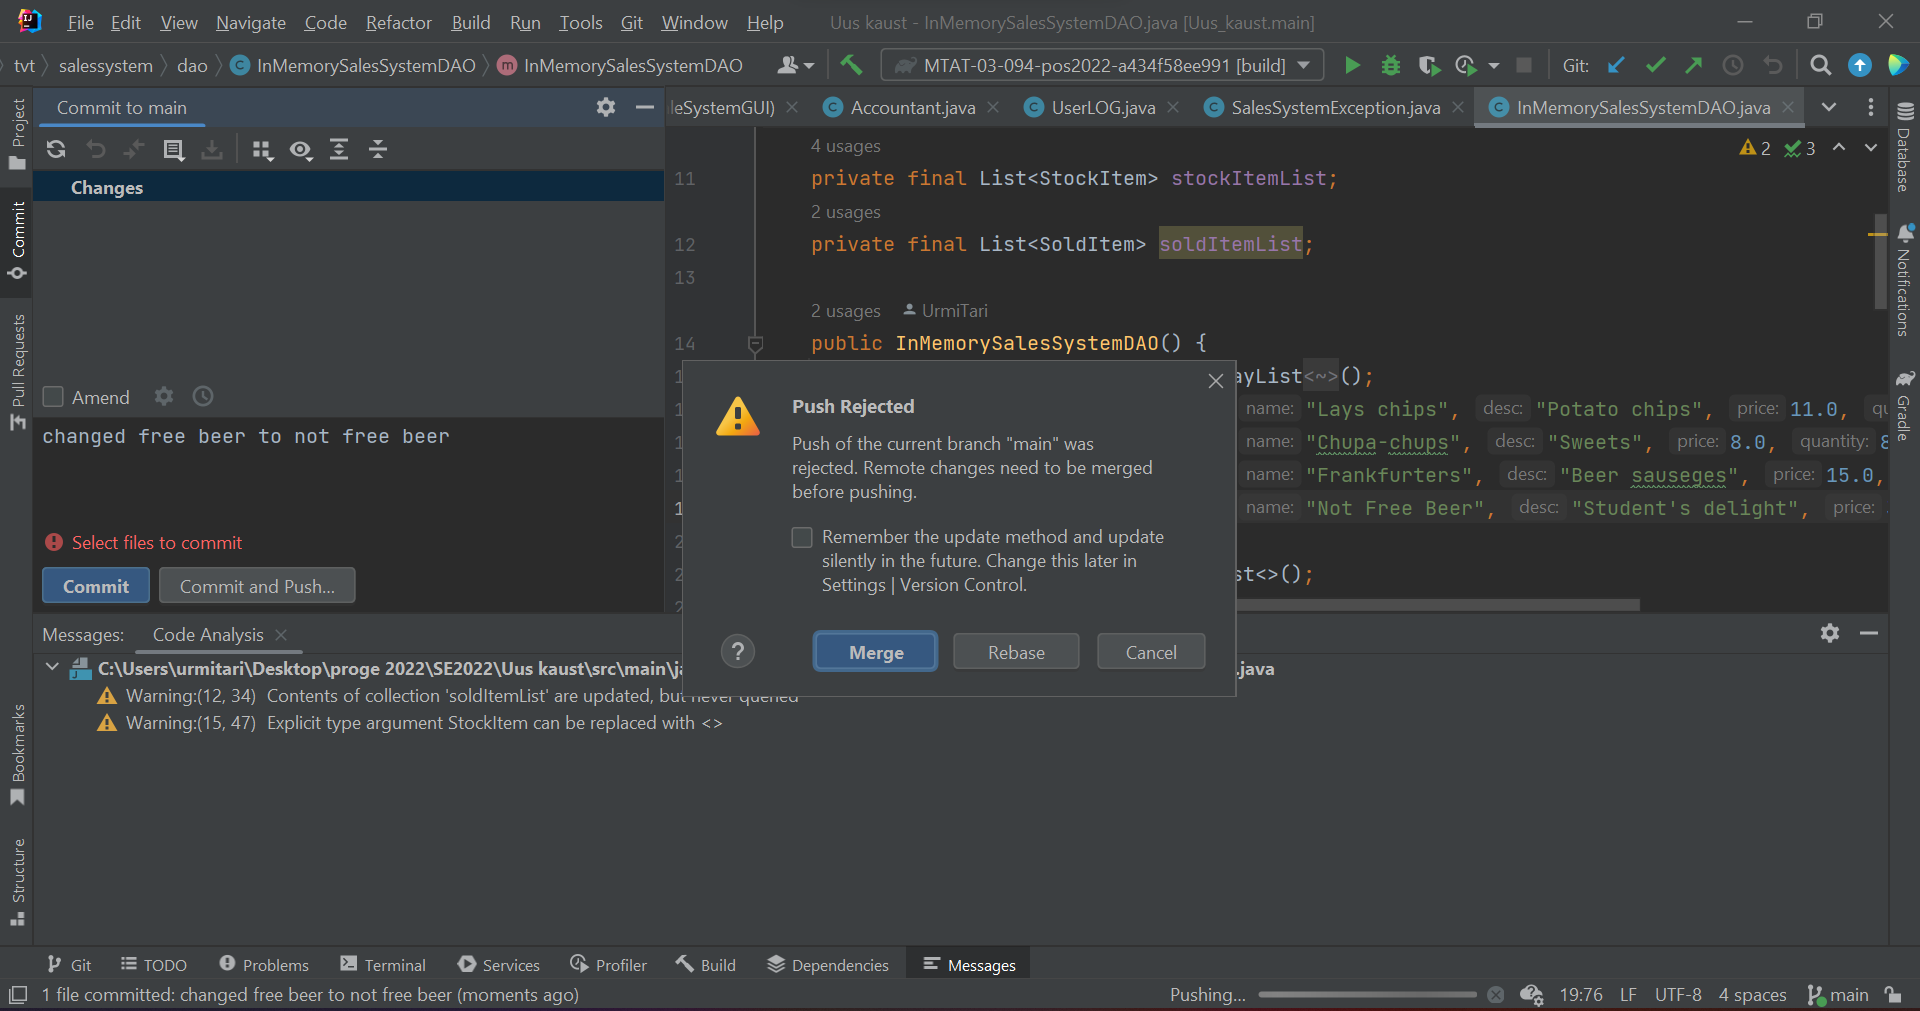 File Edit View Navigate Code Refactor Build Run Tools Git Window Help Uus kaust - InMemorySalesSystemDAO.java [Uus_kaust.main]
tvt salessystem dao InMemorySalesSystemDAO InMemorySalesSystemDAO MTAT-03-094-pos2022-a434f58ee991 [build] Git:
Commit to main
leSystemGUI) Accountant.java UserLOG.java SalesSystemException.java InMemorySalesSystemDAO.java
Project
Commit
Pull Requests
Bookmarks
Structure
Changes
Amend
changed free beer to not free beer
Select files to commit
Commit Commit and Push...
4 usages
2 3
11 private final List<StockItem> stockItemList;
2 usages
12 private final List<SoldItem> soldItemList;
13
2 usages UrmiTari
14 public InMemorySalesSystemDAO() {
ayList<~>();
name: "Lays chips", desc: "Potato chips", price: 11.0,
name: "Chupa-chups", desc: "Sweets", price: 8.0, quantity:
name: "Frankfurters", desc: "Beer sauseges", price: 15.0,
name: "Not Free Beer", desc: "Student's delight", price:
st<>();
Database
Notifications
Gradle
Push Rejected
Push of the current branch "main" was
rejected. Remote changes need to be merged
before pushing.
Remember the update method and update
silently in the future. Change this later in
Settings | Version Control.
? Merge Rebase Cancel
Messages: Code Analysis
C:\Users\urmitari\Desktop\proge 2022\SE2022\Uus kaust\src\main\ja .java
Warning:(12, 34) Contents of collection 'soldItemList' are updated, but never queried
Warning:(15, 47) Explicit type argument StockItem can be replaced with <>
Git TODO Problems Terminal Services Profiler Build Dependencies Messages
1 file committed: changed free beer to not free beer (moments ago) Pushing... 19:76 LF UTF-8 4 spaces main